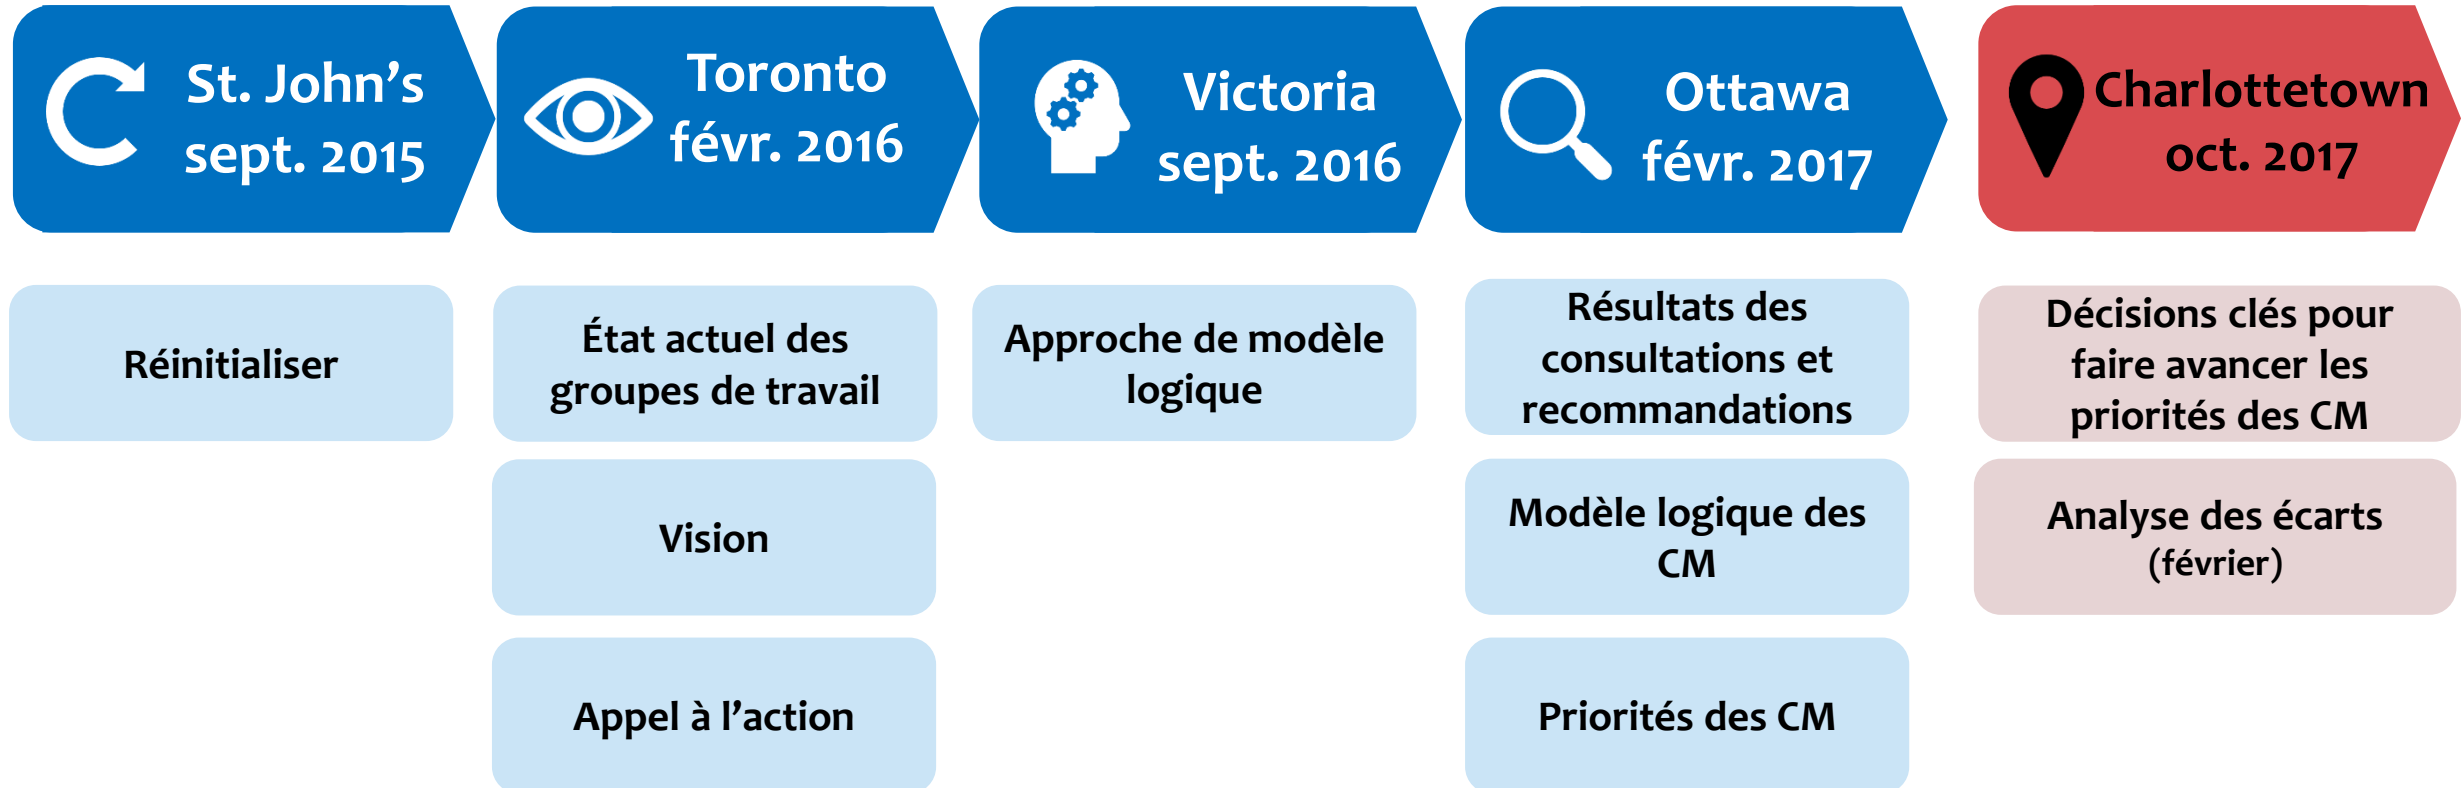 St. John’s
sept. 2015
Toronto
févr. 2016
Victoria
sept. 2016
Ottawa
févr. 2017
Charlottetown
oct. 2017
Réinitialiser
État actuel des
groupes de travail
Vision
Appel à l’action
Approche de modèle
logique
Résultats des
consultations et
recommandations
Modèle logique des
CM
Priorités des CM
Décisions clés pour
faire avancer les
priorités des CM
Analyse des écarts
(février)